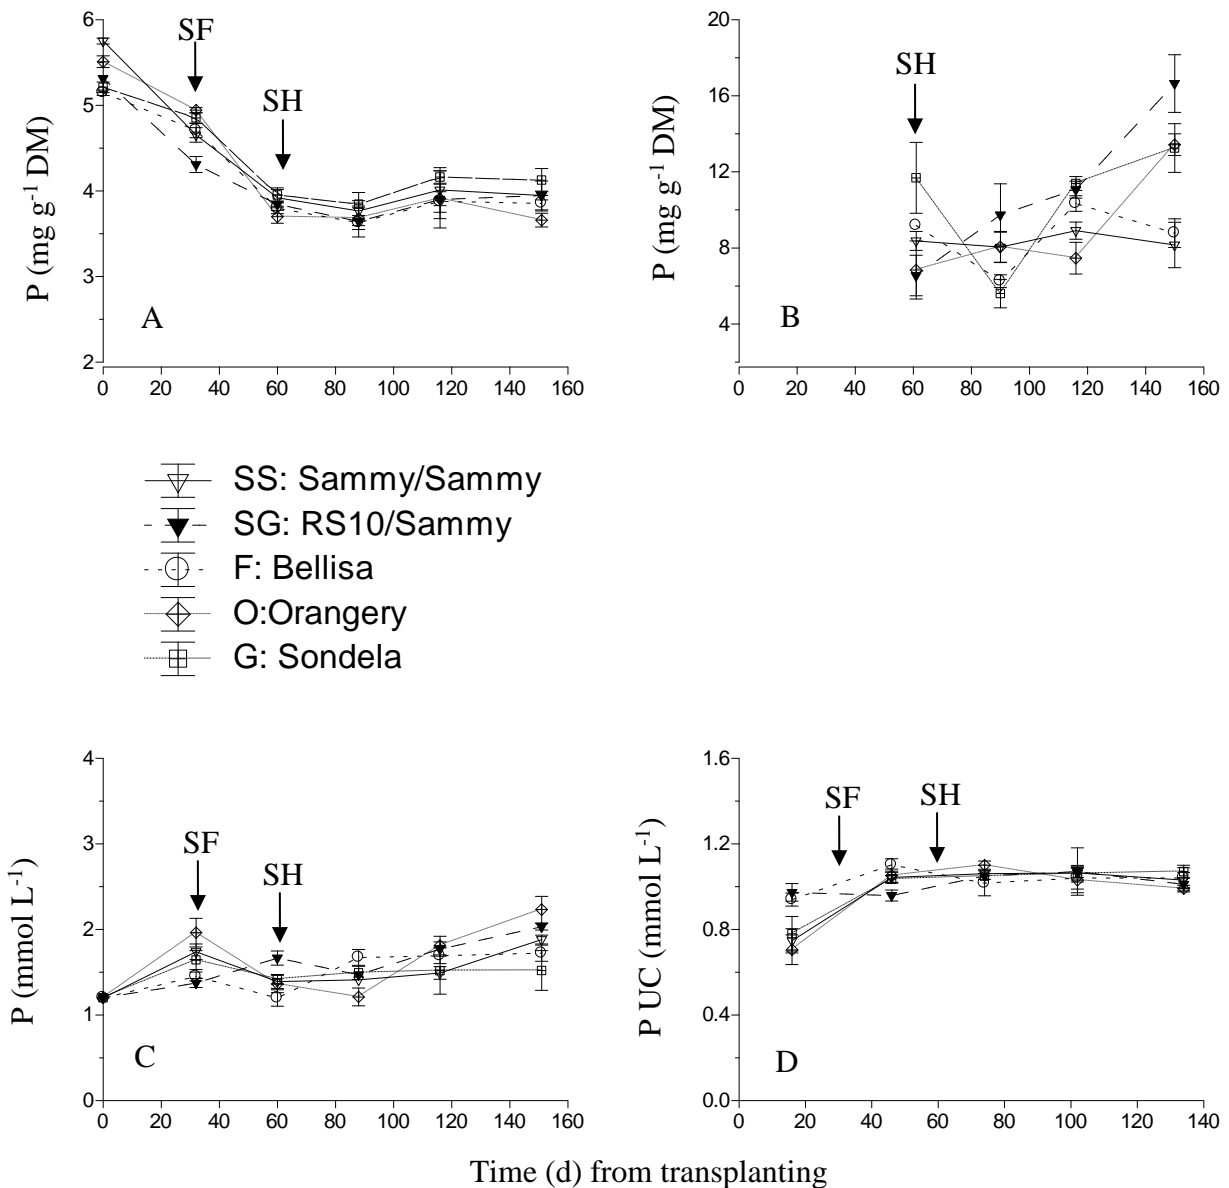 6
5
4
3
2
P (mg g-1 DM)
SF
SH
A
0 20 40 60 80 100 120 140 160
20
16
12
8
4
P (mg g-1 DM)
SH
B
0 20 40 60 80 100 120 140 160
SS: Sammy/Sammy
SG: RS10/Sammy
F: Bellisa
O:Orangery
G: Sondela
4
3
2
1
0
P (mmol L-1)
SF
SH
C
0 20 40 60 80 100 120 140 160
1.6
1.2
0.8
0.4
0.0
P UC (mmol L-1)
SF
SH
D
0 20 40 60 80 100 120 140
Time (d) from transplanting